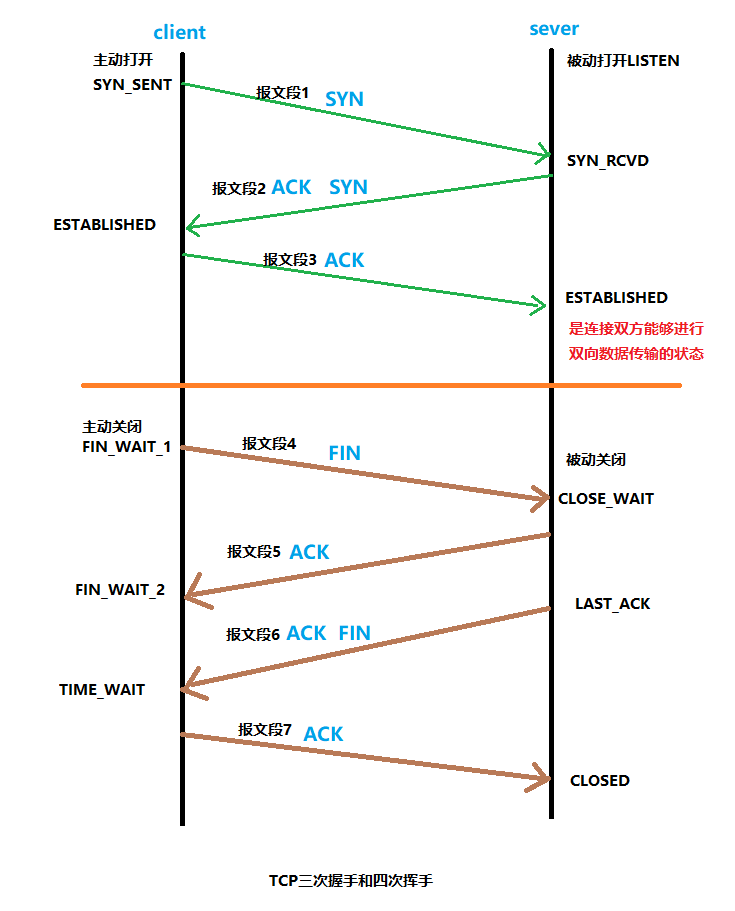 client
sever
主动打开
被动打开LISTEN
SYN_SENT
报文段1 SYN
SYN_RCVD
报文段2 ACK SYN
ESTABLISHED
报文段3 ACK
ESTABLISHED
是连接双方能够进行
双向数据传输的状态
主动关闭
FIN_WAIT_1
报文段4 FIN
被动关闭
CLOSE_WAIT
报文段5 ACK
FIN_WAIT_2
LAST_ACK
报文段6 ACK FIN
TIME_WAIT
报文段7 ACK
CLOSED
TCP三次握手和四次挥手